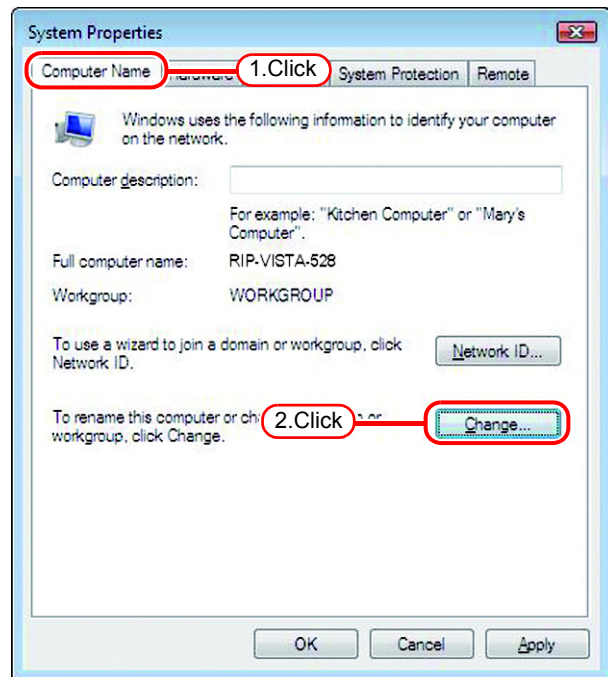 System Properties
Computer Name 1.Click System Protection Remote
Windows uses the following information to identify your computer
on the network.
Computer description:
For example: "Kitchen Computer" or "Mary's
Computer".
Full computer name: RIP-VISTA-528
Workgroup: WORKGROUP
To use a wizard to join a domain or workgroup, click
Network ID.
Network ID...
To rename this computer or
2.Click
or
workgroup, click Change.
Change...
OK Cancel Apply